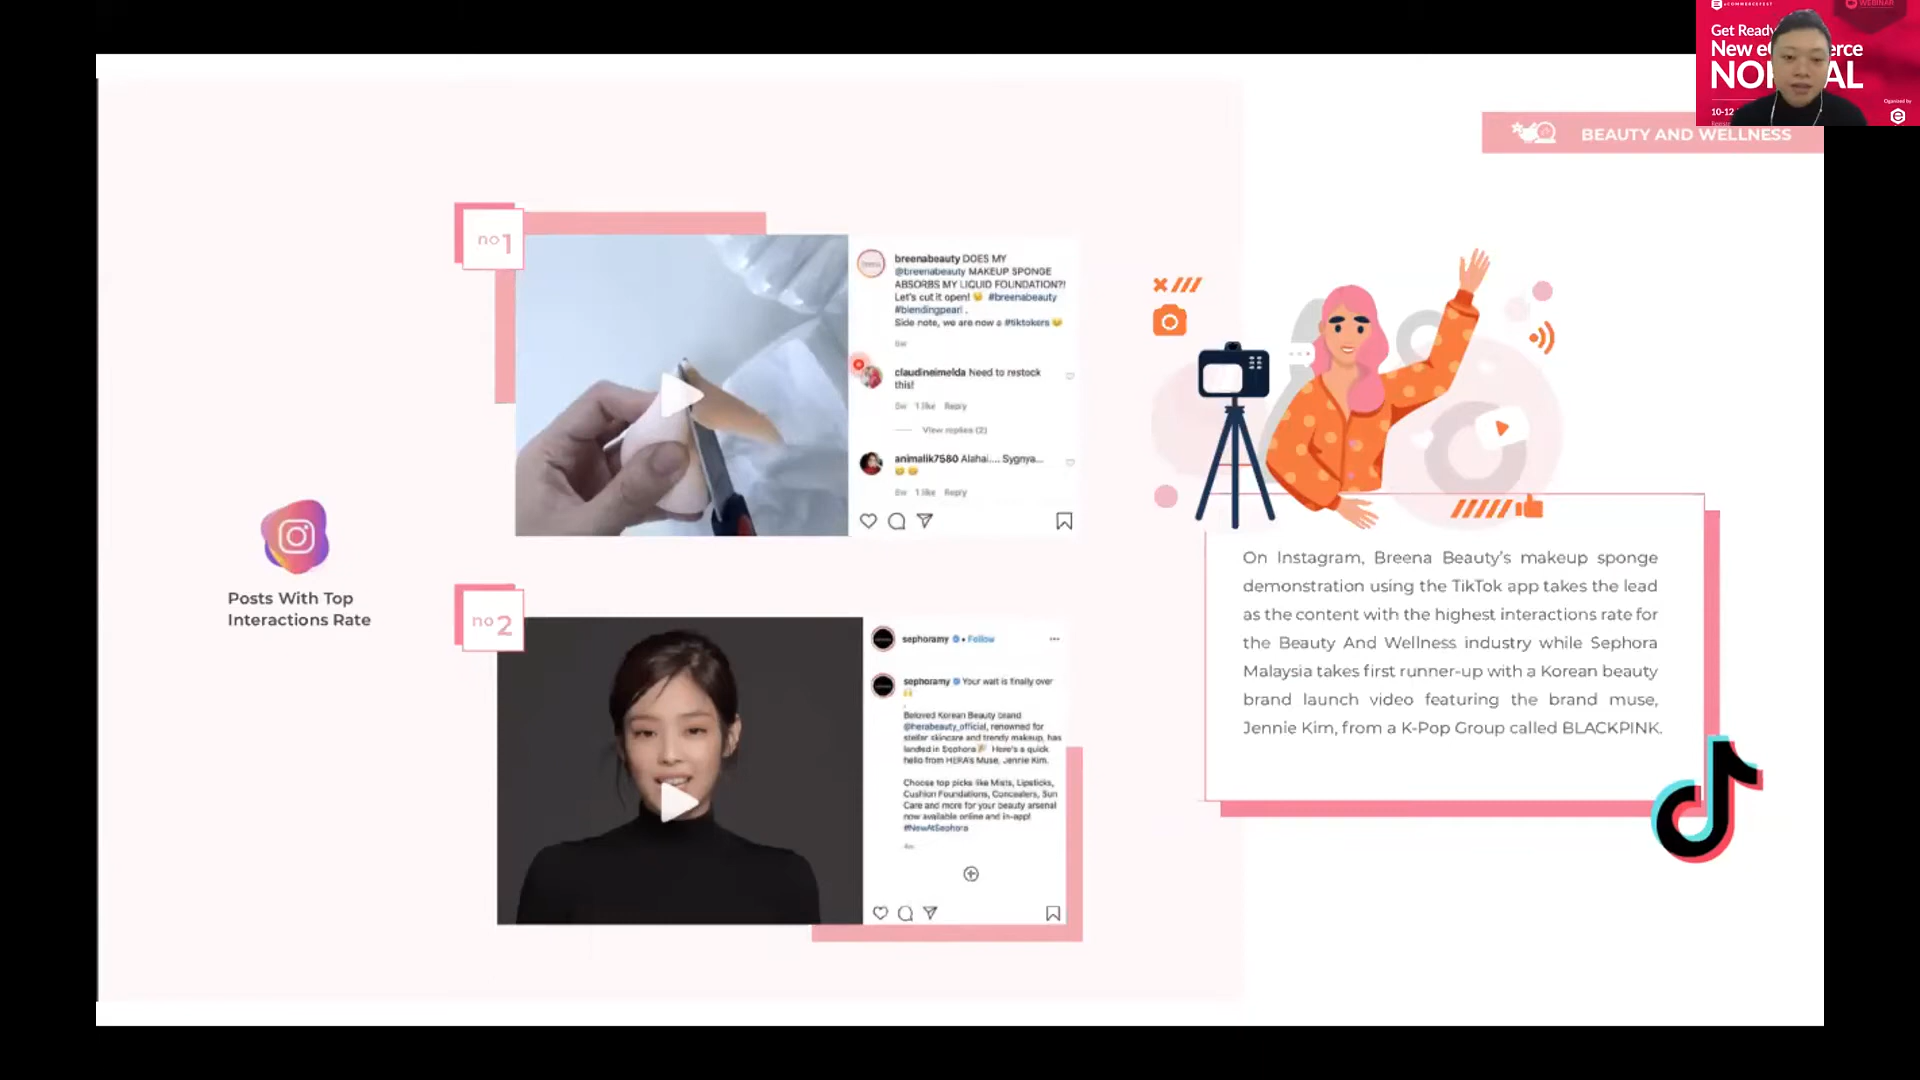 eCOMMERCEFEST
WEBINAR
Get Ready
New eC erce
NO AL
10-12
Organised by
BEAUTY AND WELLNESS
no1
breenabeauty DOES MY
@breenabeauty MAKEUP SPONGE
ABSORBS MY LIQUID FOUNDATION?!
Let's cut it open! 😉 #breenabeauty
#blendingpearl .
Side note, we are now a #tiktokers 😂
8w
claudineimelda Need to restock
this!
8w 1 like Reply
View replies (2)
animalik7580 Alahai.... Sygnya...
8w 1 like Reply
Posts With Top
Interactions Rate
no2
sephoramy • Follow
sephoramy Your wait is finally over
🙌
.
Beloved Korean Beauty brand
@herabeauty_official, renowned for
stellar skincare and trendy makeup, has
landed in Sephora🎉 Here's a quick
hello from HERA's Muse, Jennie Kim.
Choose top picks like Mists, Lipsticks,
Cushion Foundations, Concealers, Sun
Care and more for your beauty arsenal
now available online and in-app!
#NewAtSephora
On Instagram, Breena Beauty's makeup sponge
demonstration using the TikTok app takes the lead
as the content with the highest interactions rate for
the Beauty And Wellness industry while Sephora
Malaysia takes first runner-up with a Korean beauty
brand launch video featuring the brand muse,
Jennie Kim, from a K-Pop Group called BLACKPINK.